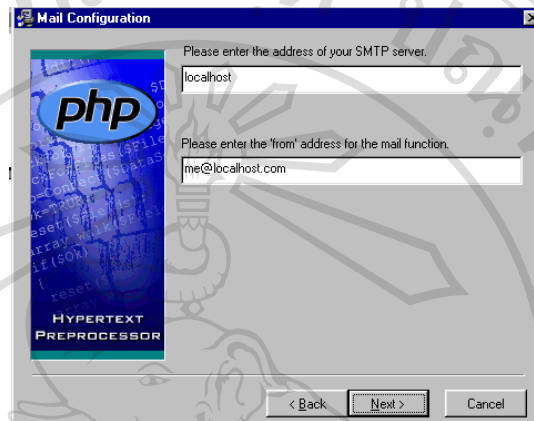 Mail Configuration
Please enter the address of your SMTP server.
localhost
php
Please enter the 'from' address for the mail function.
me@localhost.com
HYPERTEXT
PREPROCESSOR
< Back
Next >
Cancel